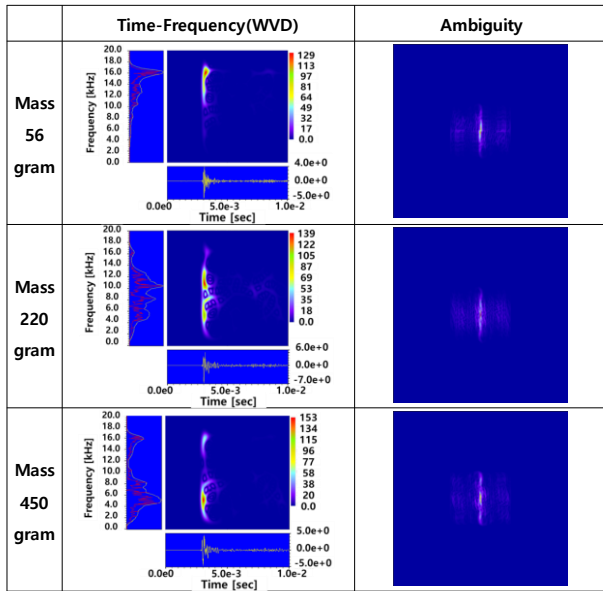 Time-Frequency(WVD) Ambiguity
Mass
56
gram
Frequency [kHz]
20.0
18.0
16.0
14.0
12.0
10.0
8.0
6.0
4.0
2.0
0.0
129
113
97
81
64
49
32
17
0.0
4.0e+0
0.0e+0
-5.0e+0
0.0e0 5.0e-3 1.0e-2
Time [sec]
Mass
220
gram
Frequency [kHz]
20.0
18.0
16.0
14.0
12.0
10.0
8.0
6.0
4.0
2.0
0.0
139
122
105
87
69
53
35
18
0.0
6.0e+0
0.0e+0
-7.0e+0
0.0e0 5.0e-3 1.0e-2
Time [sec]
Mass
450
gram
Frequency [kHz]
20.0
18.0
16.0
14.0
12.0
10.0
8.0
6.0
4.0
2.0
0.0
153
134
115
96
77
58
38
20
0.0
5.0e+0
0.0e+0
-5.0e+0
0.0e0 5.0e-3 1.0e-2
Time [sec]